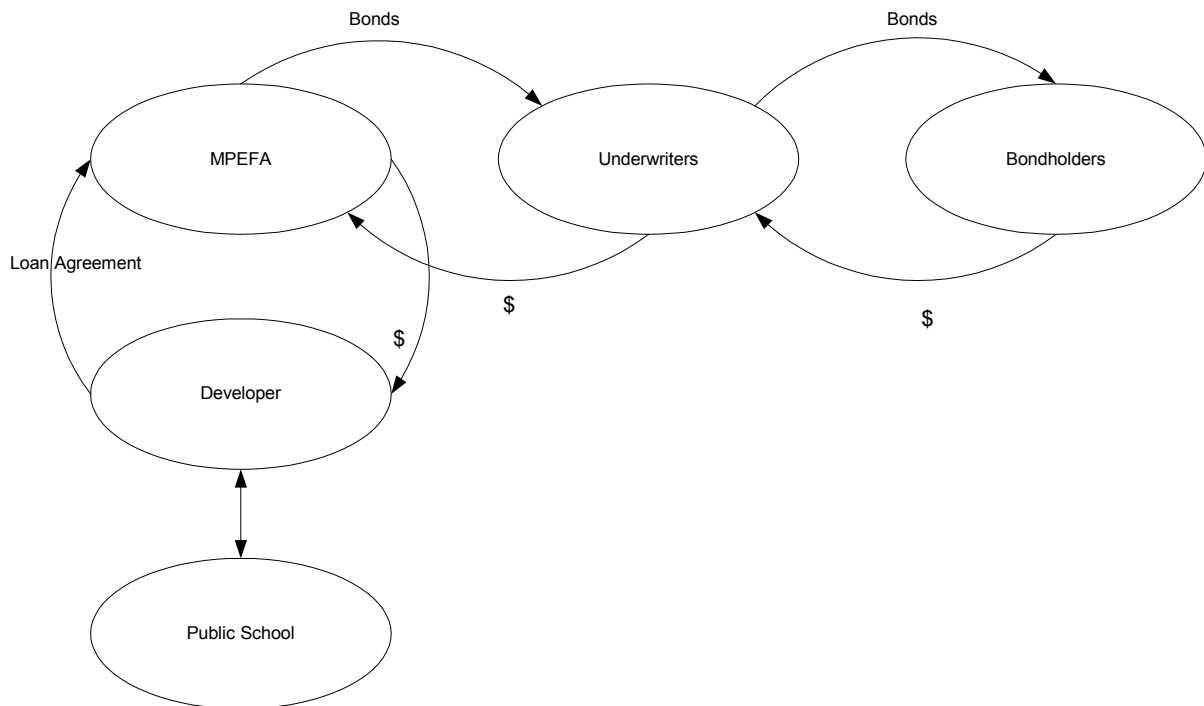 Bonds
Bonds
MPEFA
Underwriters
Bondholders
Loan Agreement
$
$
$
Developer
Public School